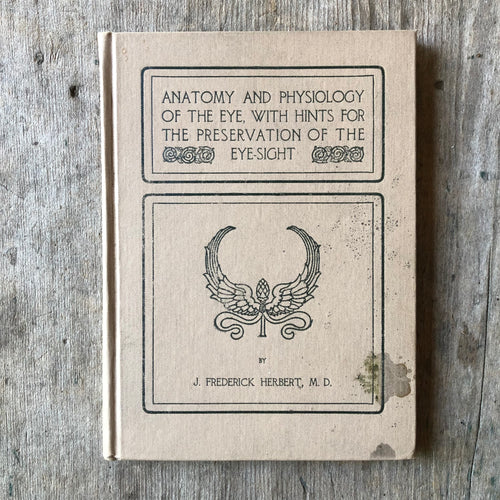 ANATOMY AND PHYSIOLOGY
OF THE EYE, WITH HINTS FOR
THE PRESERVATION OF THE
EYE-SIGHT
BY
J. FREDERICK HERBERT, M. D.